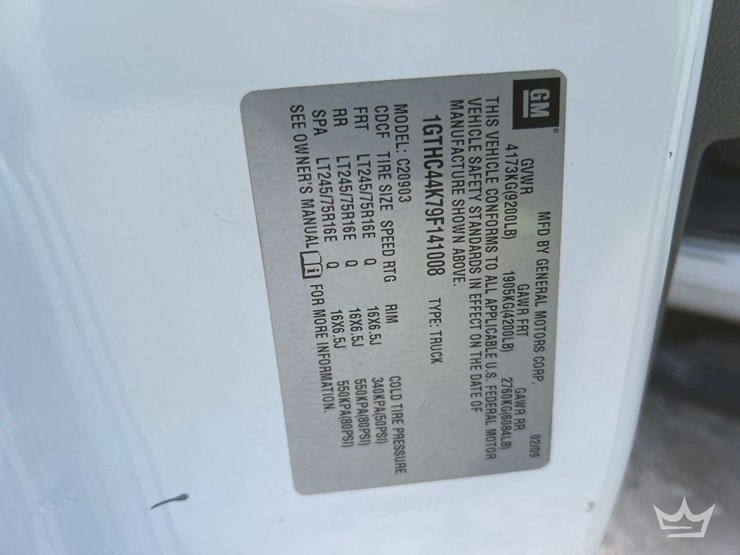 GM
MFD BY GENERAL MOTORS CORP. 02/09
GVWR GAWR FRT GAWR RR
4173KG(9200LB) 1905KG(4200LB) 2760KG(6084LB)
THIS VEHICLE CONFORMS TO ALL APPLICABLE U.S. FEDERAL MOTOR
VEHICLE SAFETY STANDARDS IN EFFECT ON THE DATE OF
MANUFACTURE SHOWN ABOVE.
1GTHC44K79F141008 TYPE: TRUCK
MODEL: C20903
CDCF TIRE SIZE SPEED RTG RIM COLD TIRE PRESSURE
FRT LT245/75R16E Q 16X6.5J 340KPA(50PSI)
RR LT245/75R16E Q 16X6.5J 550KPA(80PSI)
SPA LT245/75R16E Q 16X6.5J 550KPA(80PSI)
SEE OWNER'S MANUAL FOR MORE INFORMATION.